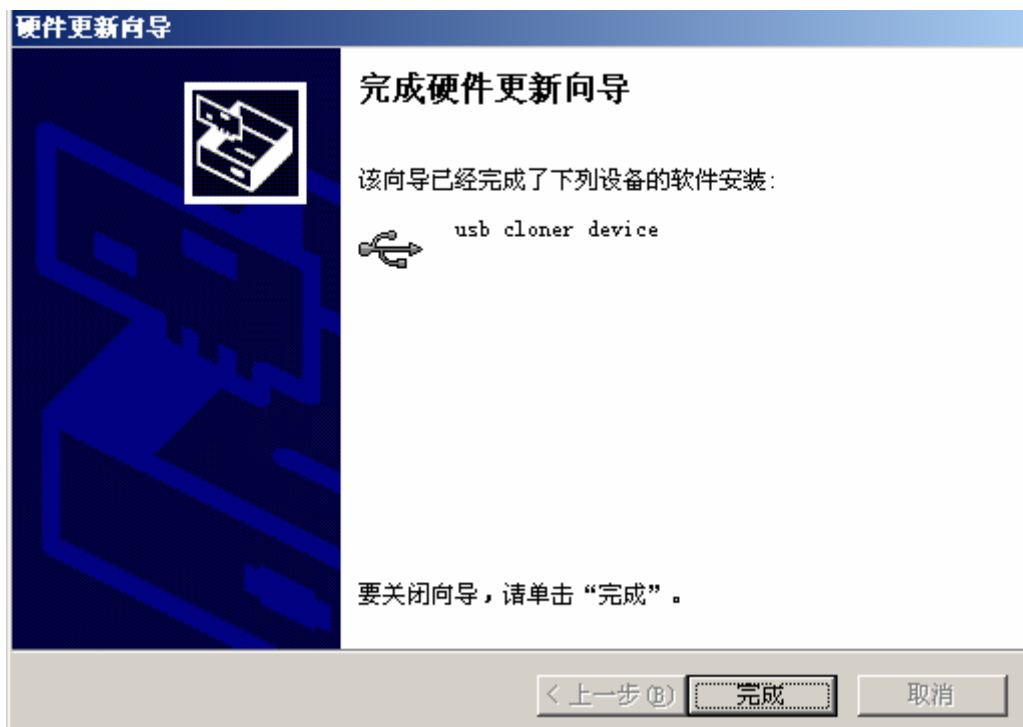 硬件更新向导
完成硬件更新向导
该向导已经完成了下列设备的软件安装:
usb cloner device
要关闭向导，请单击“完成”。
< 上一步(B)
完成
取消